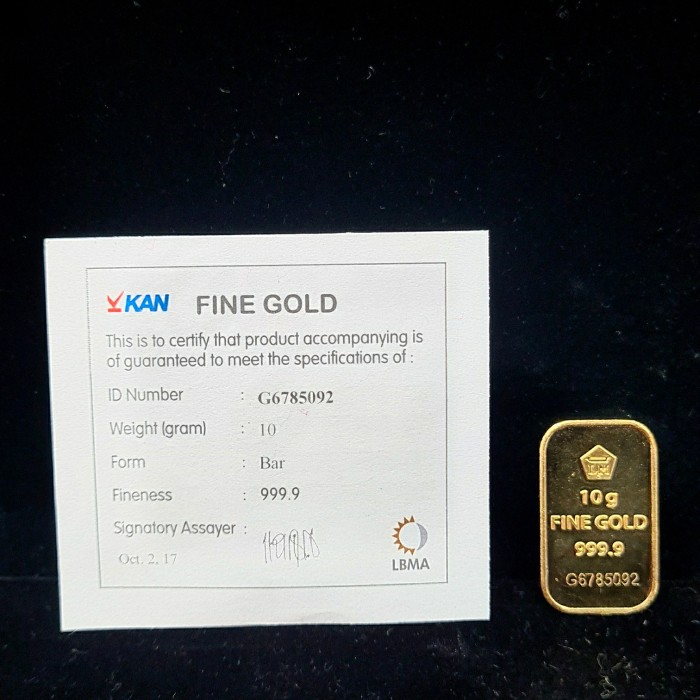 KAN FINE GOLD
This is to certify that product accompanying is
of guaranteed to meet the specifications of :
ID Number : G6785092
Weight (gram) : 10
Form : Bar
Fineness : 999.9
Signatory Assayer :
Oct. 2, 17
LBMA
10g
FINE GOLD
999.9
G6785092